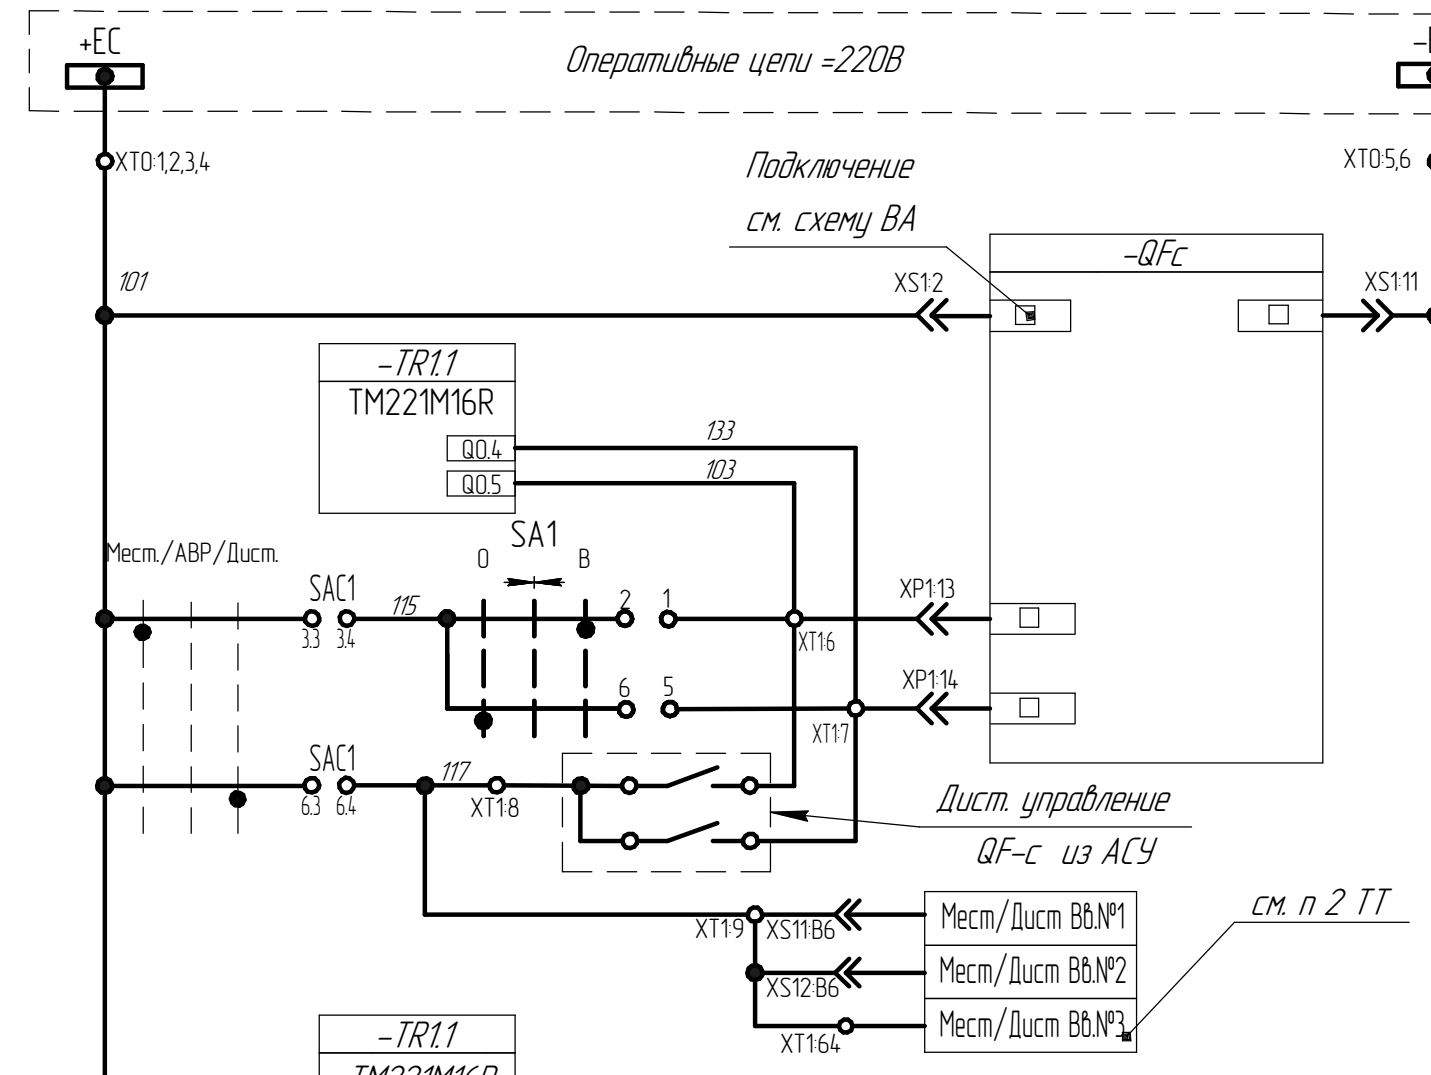 +EC
Оперативные цепи =220В
XT0:1,2,3,4
XT0:5,6
Подключение
см. схему ВА
-QFc
101
XS1:2
XS1:11
-TR1.1
TM221M16R
Q0.4
133
Q0.5
103
SA1
Мест./АВР/Дист.
О
В
SAC1
3.3
3.4
115
2
1
XT1:6
XP1:13
6
5
XT1:7
XP1:14
SAC1
6.3
6.4
117
XT1:8
Дист. управление
QF-c из АСУ
см. п 2 ТТ
XT1:9
XS11:B6
Мест/Дист Вв.№1
XS12:B6
Мест/Дист Вв.№2
XT1:64
Мест/Дист Вв.№3
-TR1.1
TM221M16R